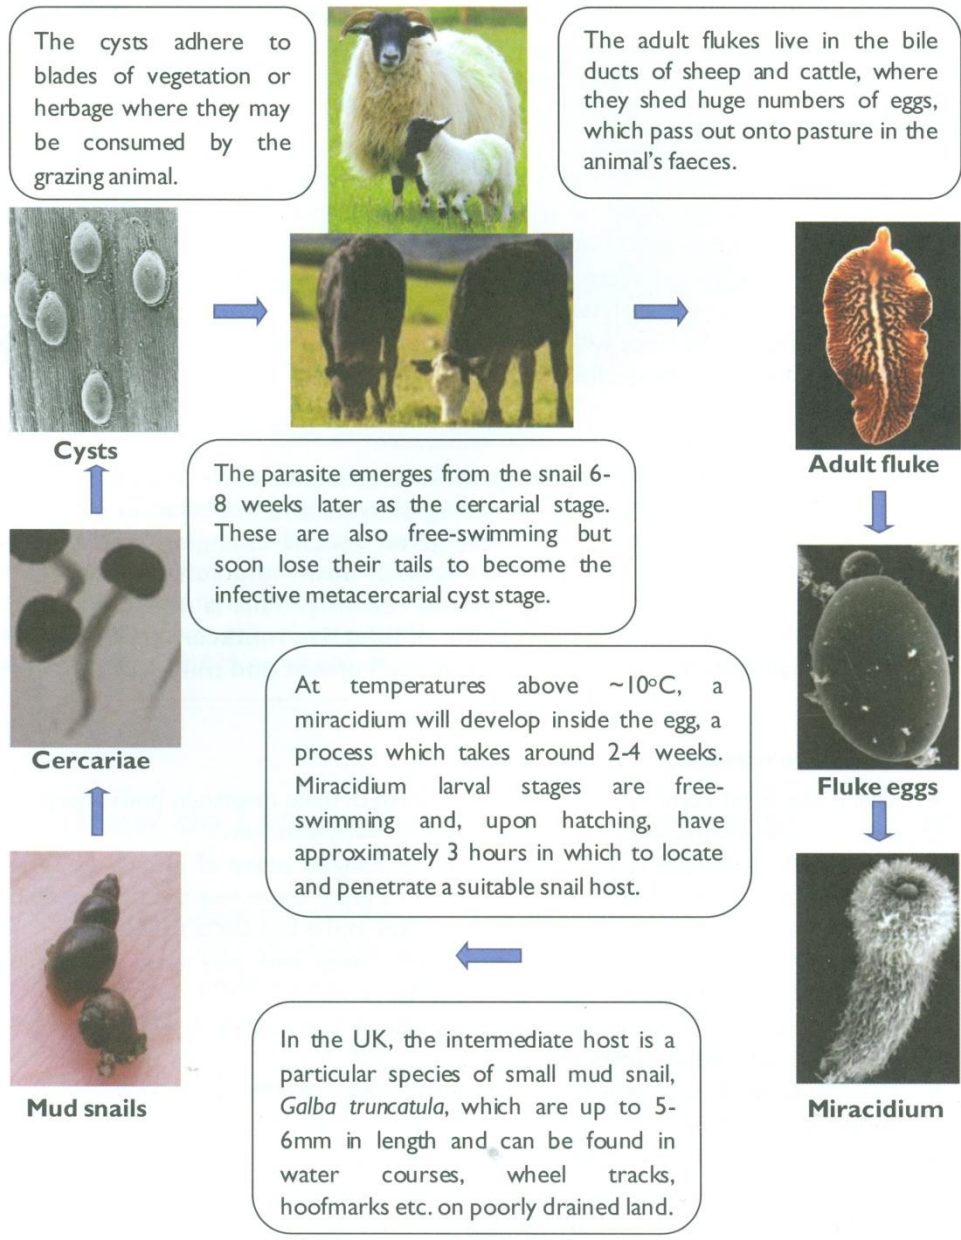 The cysts adhere to
blades of vegetation or
herbage where they may
be consumed by the
grazing animal.
The adult flukes live in the bile
ducts of sheep and cattle, where
they shed huge numbers of eggs,
which pass out onto pasture in the
animal's faeces.
Cysts
Adult fluke
The parasite emerges from the snail 6-
8 weeks later as the cercarial stage.
These are also free-swimming but
soon lose their tails to become the
infective metacercarial cyst stage.
Cercariae
Fluke eggs
At temperatures above ~10°C, a
miracidium will develop inside the egg, a
process which takes around 2-4 weeks.
Miracidium larval stages are free-
swimming and, upon hatching, have
approximately 3 hours in which to locate
and penetrate a suitable snail host.
Mud snails
Miracidium
In the UK, the intermediate host is a
particular species of small mud snail,
Galba truncatula, which are up to 5-
6mm in length and can be found in
water courses, wheel tracks,
hoofmarks etc. on poorly drained land.